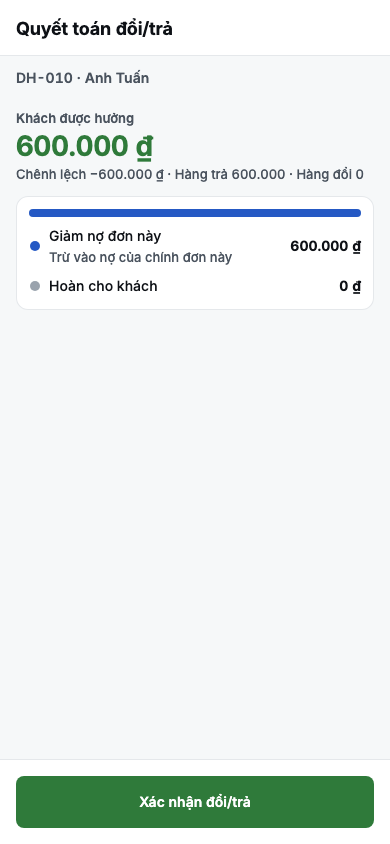 Quyết toán đổi/trả
DH-010 · Anh Tuấn
Khách được hưởng
600.000 ₫
Chênh lệch −600.000 ₫ · Hàng trả 600.000 · Hàng đổi 0
Giảm nợ đơn này
600.000 ₫
Trừ vào nợ của chính đơn này
Hoàn cho khách
0 ₫
Xác nhận đổi/trả